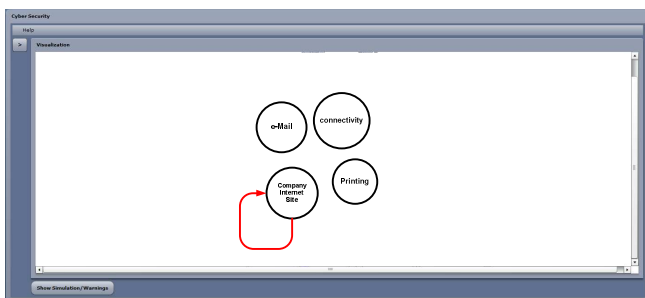 Cyber Security
Help
>
Visualization
e-Mail
connectivity
Company
Internet
Site
Printing
Show Simulation/Warnings